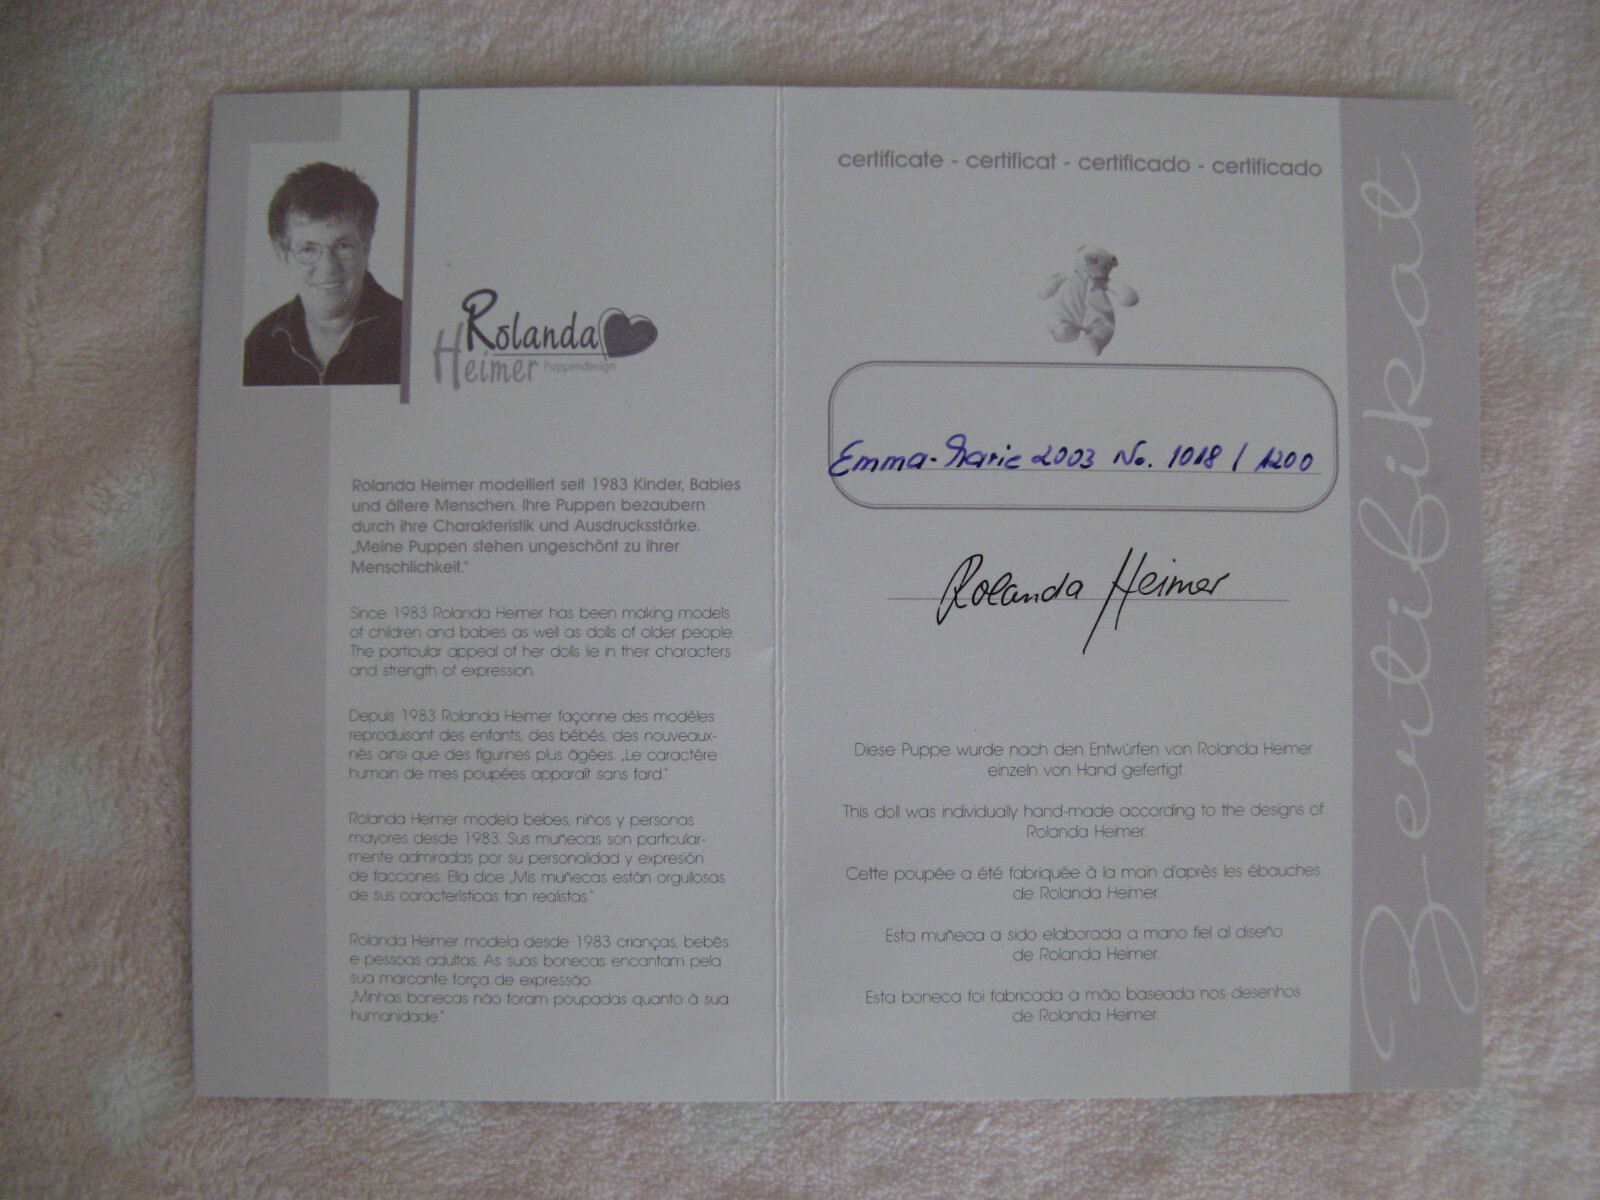 Rolanda
Heimer Puppendesign
Rolanda Heimer modelliert seit 1983 Kinder, Babies
und ältere Menschen. Ihre Puppen bezaubern
durch ihre Charakteristik und Ausdrucksstärke.
„Meine Puppen stehen ungeschönt zu ihrer
Menschlichkeit."
Since 1983 Rolanda Heimer has been making models
of children and babies as well as dolls of older people.
The particular appeal of her dolls lie in their characters
and strength of expression.
Depuis 1983 Rolanda Heimer façonne des modèles
reproduisant des enfants, des bébés, des nouveaux-
nés ainsi que des figurines plus âgées. „Le caractére
humain de mes poupées apparaît sans fard."
Rolanda Heimer modela bebes, niños y personas
mayores desde 1983. Sus muñecas son particular-
mente admiradas por su personalidad y expresión
de facciones. Ella dice „Mis muñecas están orgullosas
de sus características tan realistas."
Rolanda Heimer modela desde 1983 crianças, bebês
e pessoas adultas. As suas bonecas encantam pela
sua marcante força de expressão.
„Minhas bonecas não foram poupadas quanto à sua
humanidade."
certificate - certificat - certificado - certificado
Emma-Marie 2003 No. 1018 / 1200
Rolanda Heimer
Diese Puppe wurde nach den Entwürfen von Rolanda Heimer
einzeln von Hand gefertigt.
This doll was individually hand-made according to the designs of
Rolanda Heimer.
Cette poupée a été fabriquée à la main d'après les ébauches
de Rolanda Heimer.
Esta muñeca a sido elaborada a mano fiel al diseño
de Rolanda Heimer.
Esta boneca foi fabricada a mão baseada nos desenhos
de Rolanda Heimer.
Zertifikat